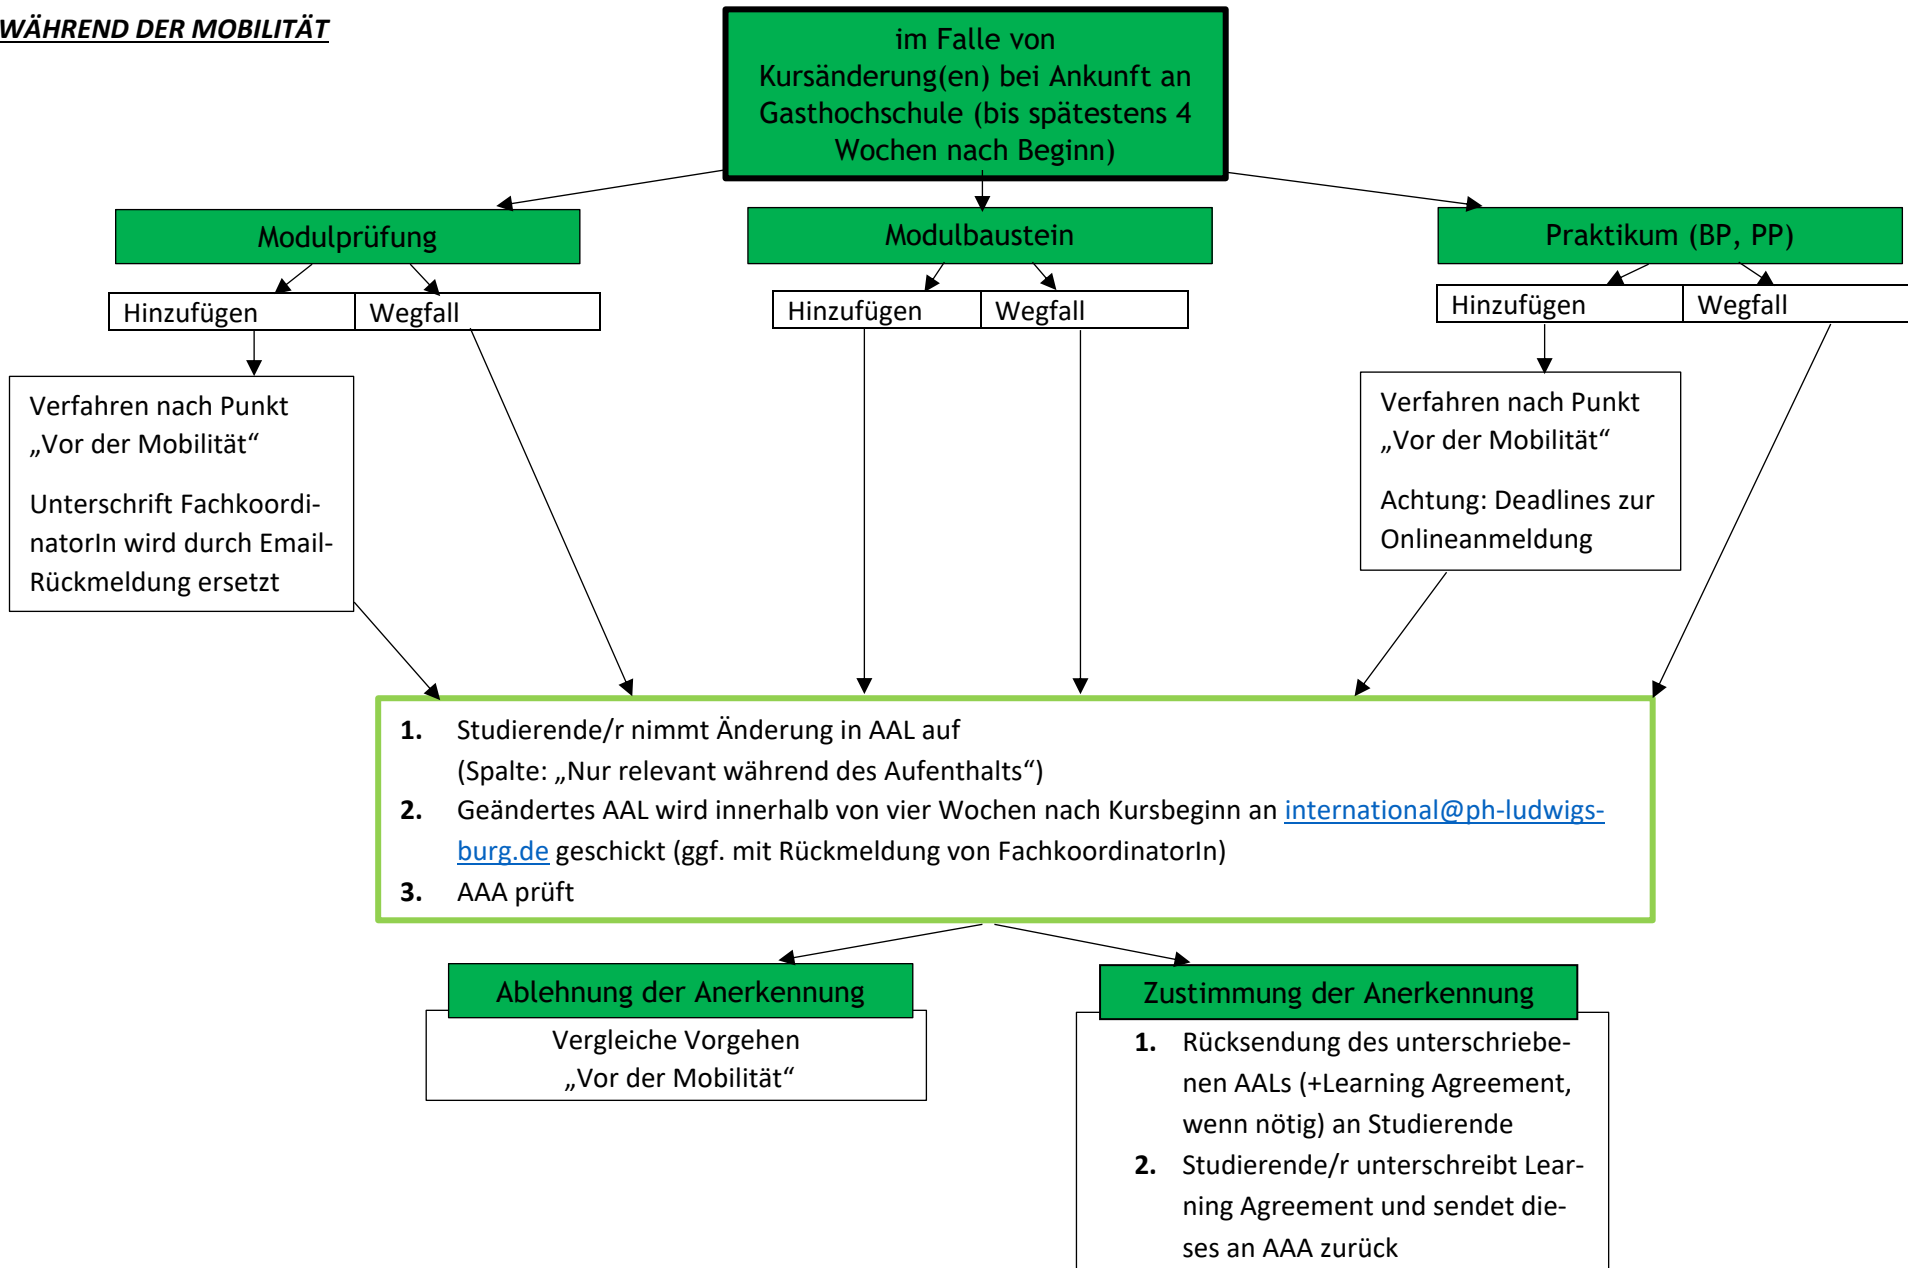 WÄHREND DER MOBILITÄT
im Falle von
Kursänderung(en) bei Ankunft an
Gasthochschule (bis spätestens 4
Wochen nach Beginn)
Modulprüfung
Modulbaustein
Praktikum (BP, PP)
Hinzufügen
Wegfall
Hinzufügen
Wegfall
Hinzufügen
Wegfall
Verfahren nach Punkt
„Vor der Mobilität“
Unterschrift Fachkoordi-
natorIn wird durch Email-
Rückmeldung ersetzt
Verfahren nach Punkt
„Vor der Mobilität“
Achtung: Deadlines zur
Onlineanmeldung
1. Studierende/r nimmt Änderung in AAL auf
(Spalte: „Nur relevant während des Aufenthalts“)
2. Geändertes AAL wird innerhalb von vier Wochen nach Kursbeginn an international@ph-ludwigs-
burg.de geschickt (ggf. mit Rückmeldung von FachkoordinatorIn)
3. AAA prüft
Ablehnung der Anerkennung
Vergleiche Vorgehen
„Vor der Mobilität“
Zustimmung der Anerkennung
1. Rücksendung des unterschriebe-
nen AALs (+Learning Agreement,
wenn nötig) an Studierende
2. Studierende/r unterschreibt Lear-
ning Agreement und sendet die-
ses an AAA zurück